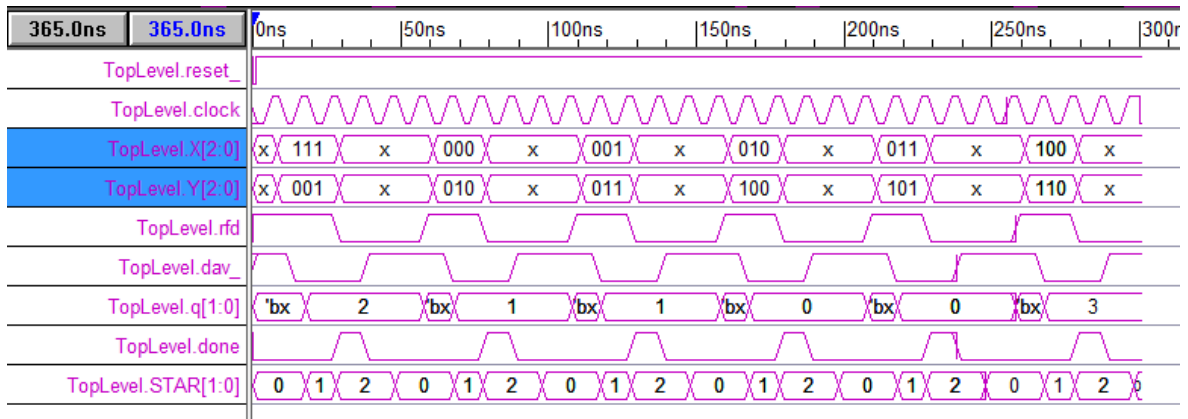 365.0ns 365.0ns 0ns 50ns 100ns 150ns 200ns 250ns 300n
TopLevel.reset_
TopLevel.clock
TopLevel.X[2:0] x 111 x 000 x 001 x 010 x 011 x 100 x
TopLevel.Y[2:0] x 001 x 010 x 011 x 100 x 101 x 110 x
TopLevel.rfd
TopLevel.dav_
TopLevel.q[1:0] 'bx 2 'bx 1 'bx 1 'bx 0 'bx 0 'bx 3
TopLevel.done
TopLevel.STAR[1:0] 0 1 2 0 1 2 0 1 2 0 1 2 0 1 2 0 1 2 0